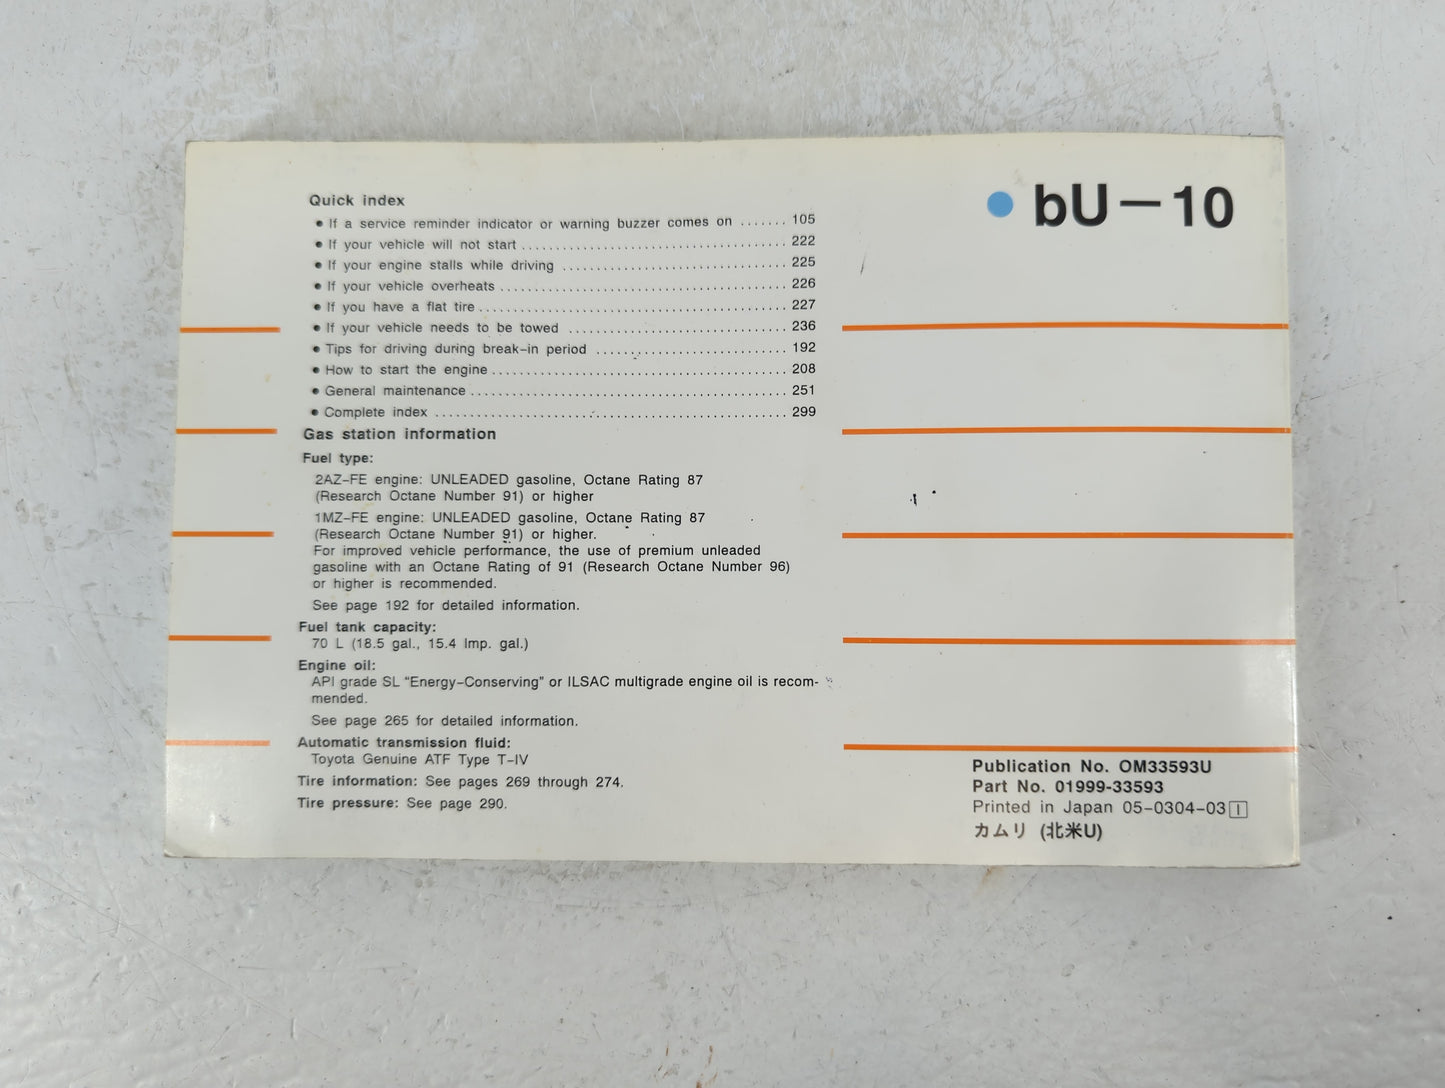 Quick index
• If a service reminder indicator or warning buzzer comes on ....... 105
• If your vehicle will not start ........................................ 222
• If your engine stalls while driving .................................. 225
• If your vehicle overheats ........................................... 226
• If you have a flat tire .............................................. 227
• If your vehicle needs to be towed ................................. 236
• Tips for driving during break-in period ............................. 192
• How to start the engine ............................................. 208
• General maintenance ................................................ 251
• Complete index ..................................................... 299
Gas station information
Fuel type:
2AZ-FE engine: UNLEADED gasoline, Octane Rating 87
(Research Octane Number 91) or higher
1MZ-FE engine: UNLEADED gasoline, Octane Rating 87
(Research Octane Number 91) or higher.
For improved vehicle performance, the use of premium unleaded
gasoline with an Octane Rating of 91 (Research Octane Number 96)
or higher is recommended.
See page 192 for detailed information.
Fuel tank capacity:
70 L (18.5 gal., 15.4 Imp. gal.)
Engine oil:
API grade SL "Energy-Conserving" or ILSAC multigrade engine oil is recom-
mended.
See page 265 for detailed information.
Automatic transmission fluid:
Toyota Genuine ATF Type T-IV
Tire information: See pages 269 through 274.
Tire pressure: See page 290.
bU-10
Publication No. OM33593U
Part No. 01999-33593
Printed in Japan 05-0304-03 I
カムリ (北米U)